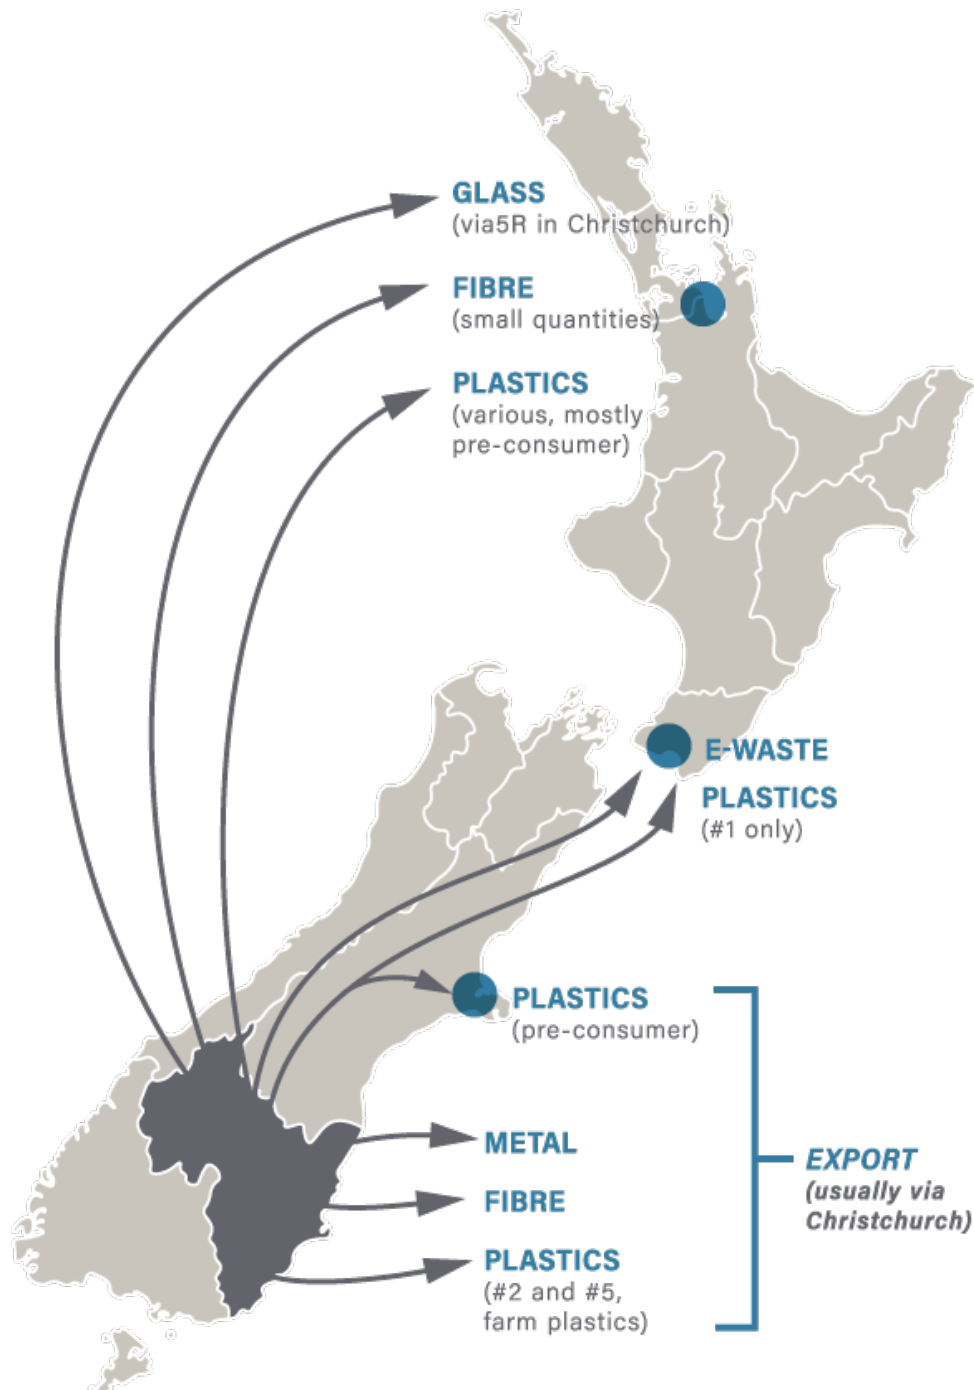 GLASS
(via5R in Christchurch)
FIBRE
(small quantities)
PLASTICS
(various, mostly
pre-consumer)
E-WASTE
PLASTICS
(#1 only)
PLASTICS
(pre-consumer)
METAL
FIBRE
PLASTICS
(#2 and #5,
farm plastics)
EXPORT
(usually via
Christchurch)